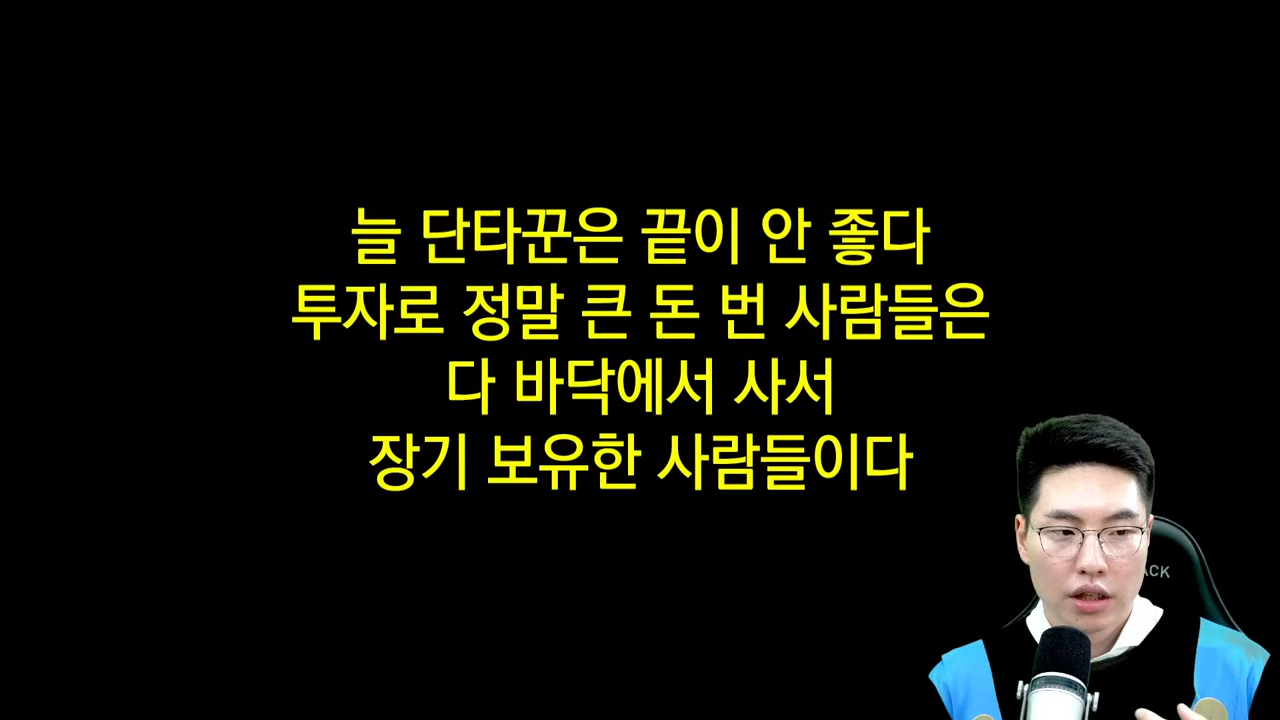 늘 단타꾼은 끝이 안 좋다
투자로 정말 큰 돈 번 사람들은
다 바닥에서 사서
장기 보유한 사람들이다
ACK